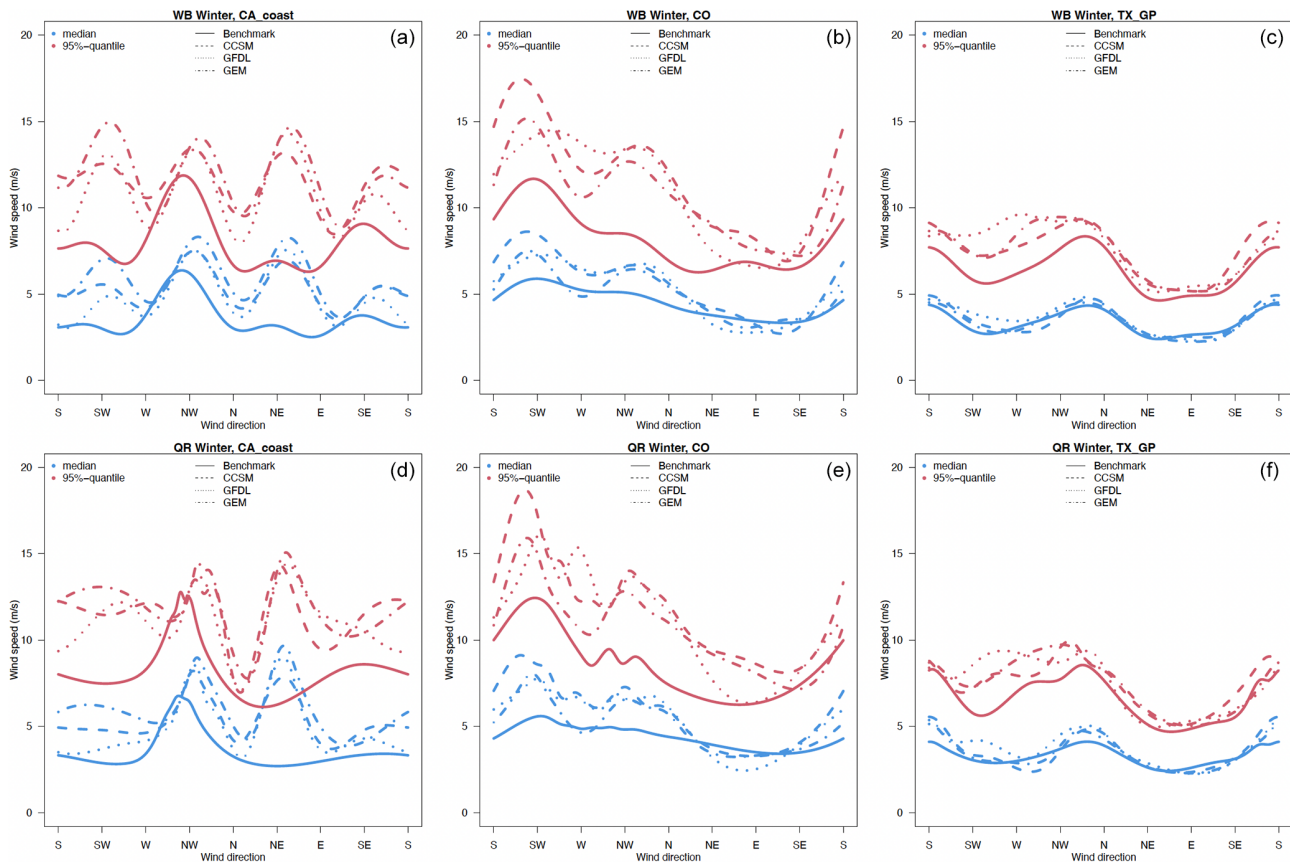 WB Winter, CA_coast
(a)
median
95%−quantile
Benchmark
CCSM
GFDL
GEM
Wind speed (m/s)
20
15
10
5
0
S SW W NW N NE E SE S
Wind direction
WB Winter, CO
(b)
median
95%−quantile
Benchmark
CCSM
GFDL
GEM
Wind speed (m/s)
20
15
10
5
0
S SW W NW N NE E SE S
Wind direction
WB Winter, TX_GP
(c)
median
95%−quantile
Benchmark
CCSM
GFDL
GEM
Wind speed (m/s)
20
15
10
5
0
S SW W NW N NE E SE S
Wind direction
QR Winter, CA_coast
(d)
median
95%−quantile
Benchmark
CCSM
GFDL
GEM
Wind speed (m/s)
20
15
10
5
0
S SW W NW N NE E SE S
Wind direction
QR Winter, CO
(e)
median
95%−quantile
Benchmark
CCSM
GFDL
GEM
Wind speed (m/s)
20
15
10
5
0
S SW W NW N NE E SE S
Wind direction
QR Winter, TX_GP
(f)
median
95%−quantile
Benchmark
CCSM
GFDL
GEM
Wind speed (m/s)
20
15
10
5
0
S SW W NW N NE E SE S
Wind direction